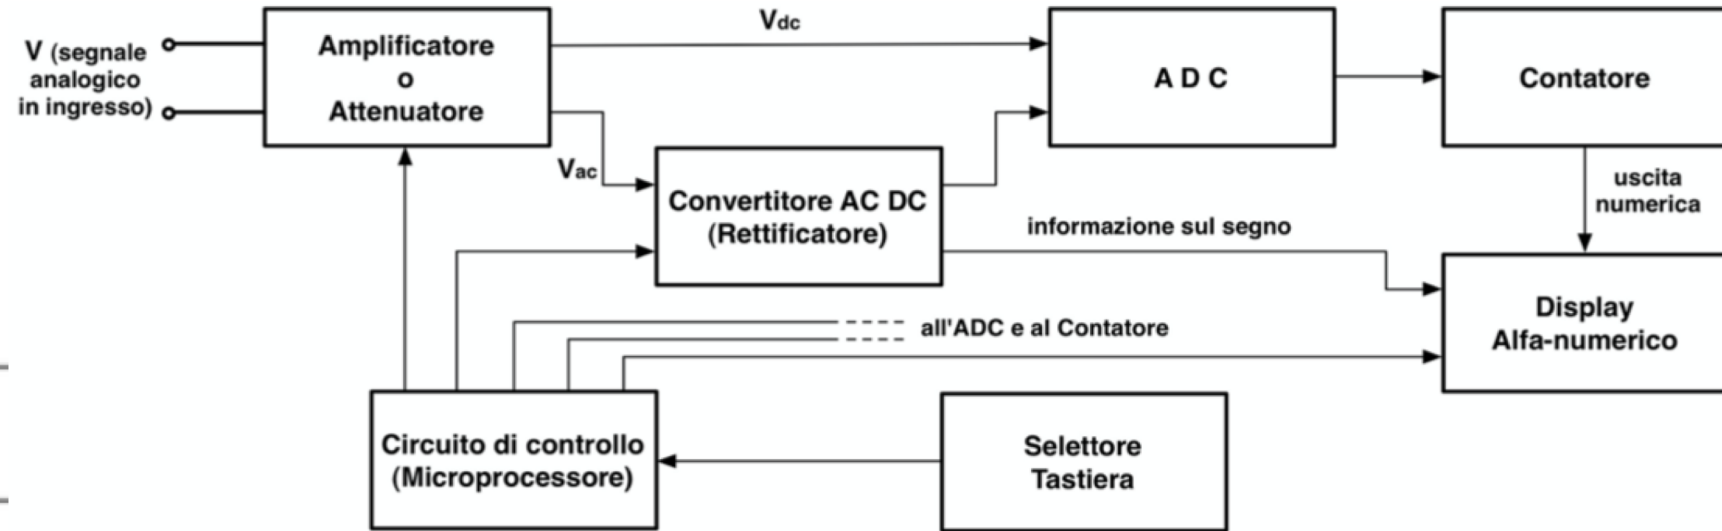 V (segnale
analogico
in ingresso)
Amplificatore
o
Attenuatore
Vdc
Vac
Convertitore AC DC
(Rettificatore)
A D C
Contatore
uscita
numerica
informazione sul segno
Display
Alfa-numerico
all'ADC e al Contatore
Circuito di controllo
(Microprocessore)
Selettore
Tastiera